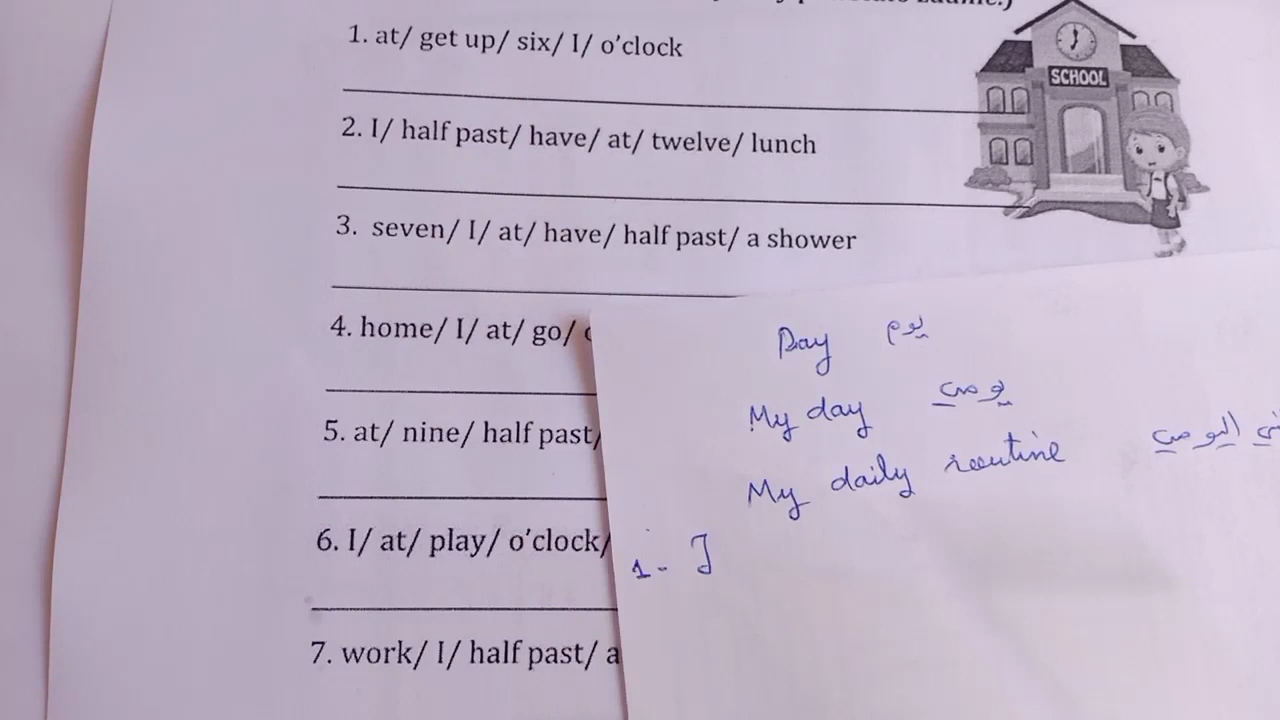 1. at/ get up/ six/ I/ o'clock
SCHOOL
2. I/ half past/ have/ at/ twelve/ lunch
3. seven/ I/ at/ have/ half past/ a shower
4. home/ I/ at/ go/
5. at/ nine/ half past/
6. I/ at/ play/ o'clock/
7. work/ I/ half past/ a
Day يوم
My day يومي
My daily routine اليومي
1- I